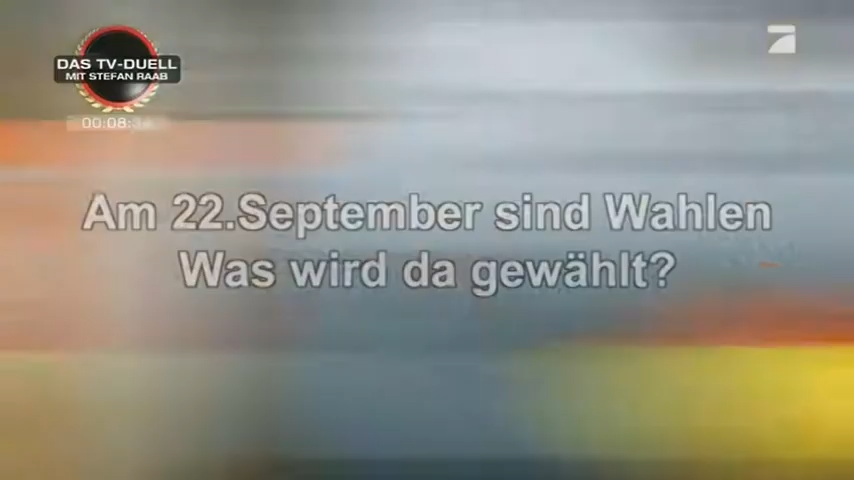 DAS TV-DUELL
MIT STEFAN RAAB
Am 22.September sind Wahlen
Was wird da gewählt?